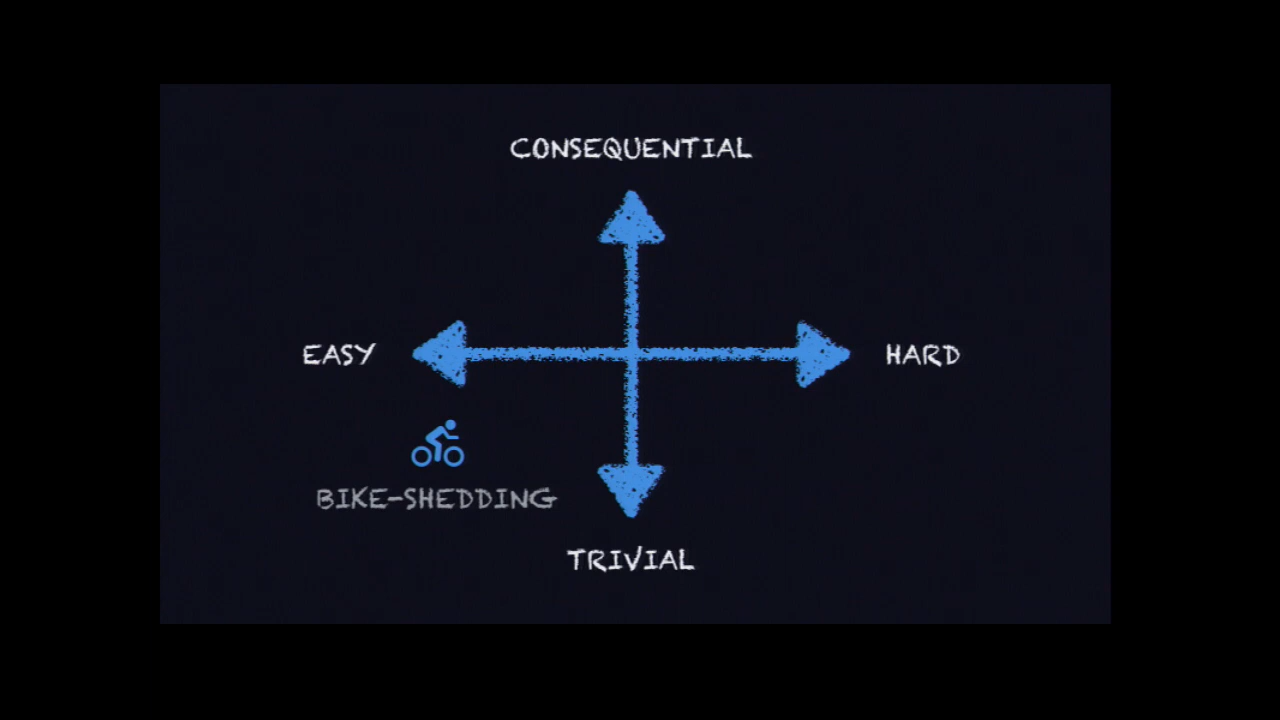 CONSEQUENTIAL
EASY
HARD
BIKE-SHEDDING
TRIVIAL